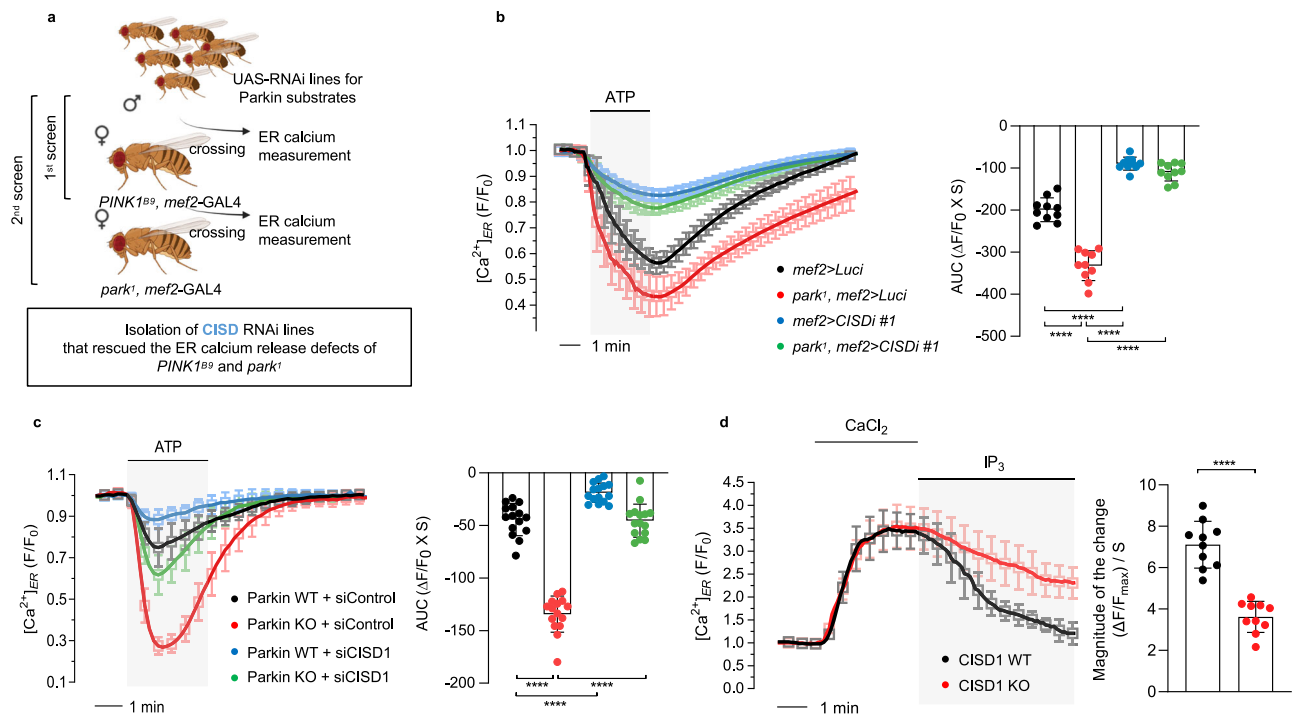 a
UAS-RNAi lines for
Parkin substrates
♂
2nd screen
1st screen
♀
crossing
ER calcium
measurement
PINK1B9, mef2-GAL4
♀
crossing
ER calcium
measurement
park1, mef2-GAL4
Isolation of CISD RNAi lines
that rescued the ER calcium release defects of
PINK1B9 and park1
b
ATP
[Ca2+]ER (F/F0)
1.1
1.0
0.9
0.8
0.7
0.6
0.5
0.4
1 min
mef2>Luci
park1, mef2>Luci
mef2>CISDi #1
park1, mef2>CISDi #1
AUC (ΔF/F0 X S)
0
-100
-200
-300
-400
-500
****
**** ****
****
c
ATP
[Ca2+]ER (F/F0)
1.1
0.9
0.7
0.5
0.3
0.1
1 min
Parkin WT + siControl
Parkin KO + siControl
Parkin WT + siCISD1
Parkin KO + siCISD1
AUC (ΔF/F0 X S)
0
-50
-100
-150
-200
**** ****
****
d
CaCl2
IP3
[Ca2+]ER (F/F0)
4.5
4.0
3.5
3.0
2.5
2.0
1.5
1.0
0.5
0.0
1 min
CISD1 WT
CISD1 KO
Magnitude of the change
(ΔF/Fmax) / S
10
8
6
4
2
0
****